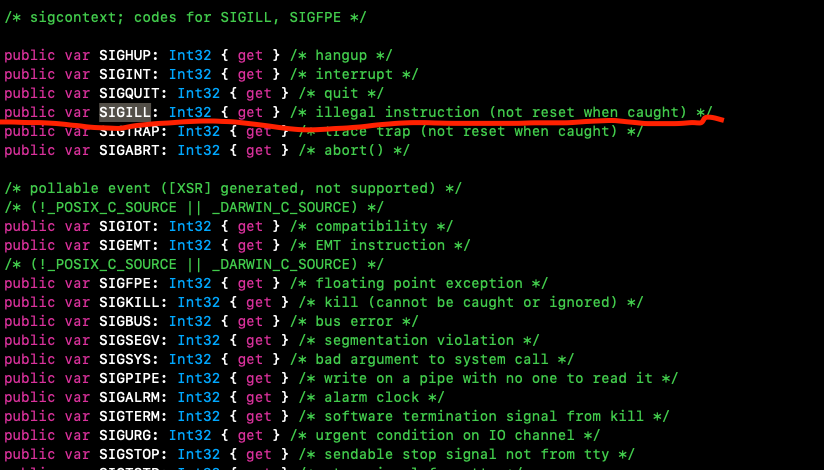 /* sigcontext; codes for SIGILL, SIGFPE */
public var SIGHUP: Int32 { get } /* hangup */
public var SIGINT: Int32 { get } /* interrupt */
public var SIGQUIT: Int32 { get } /* quit */
public var SIGILL: Int32 { get } /* illegal instruction (not reset when caught) */
public var SIGTRAP: Int32 { get } /* trace trap (not reset when caught) */
public var SIGABRT: Int32 { get } /* abort() */
/* pollable event ([XSR] generated, not supported) */
/* (!_POSIX_C_SOURCE || _DARWIN_C_SOURCE) */
public var SIGIOT: Int32 { get } /* compatibility */
public var SIGEMT: Int32 { get } /* EMT instruction */
/* (!_POSIX_C_SOURCE || _DARWIN_C_SOURCE) */
public var SIGFPE: Int32 { get } /* floating point exception */
public var SIGKILL: Int32 { get } /* kill (cannot be caught or ignored) */
public var SIGBUS: Int32 { get } /* bus error */
public var SIGSEGV: Int32 { get } /* segmentation violation */
public var SIGSYS: Int32 { get } /* bad argument to system call */
public var SIGPIPE: Int32 { get } /* write on a pipe with no one to read it */
public var SIGALRM: Int32 { get } /* alarm clock */
public var SIGTERM: Int32 { get } /* software termination signal from kill */
public var SIGURG: Int32 { get } /* urgent condition on IO channel */
public var SIGSTOP: Int32 { get } /* sendable stop signal not from tty */
public var Int32 { get }